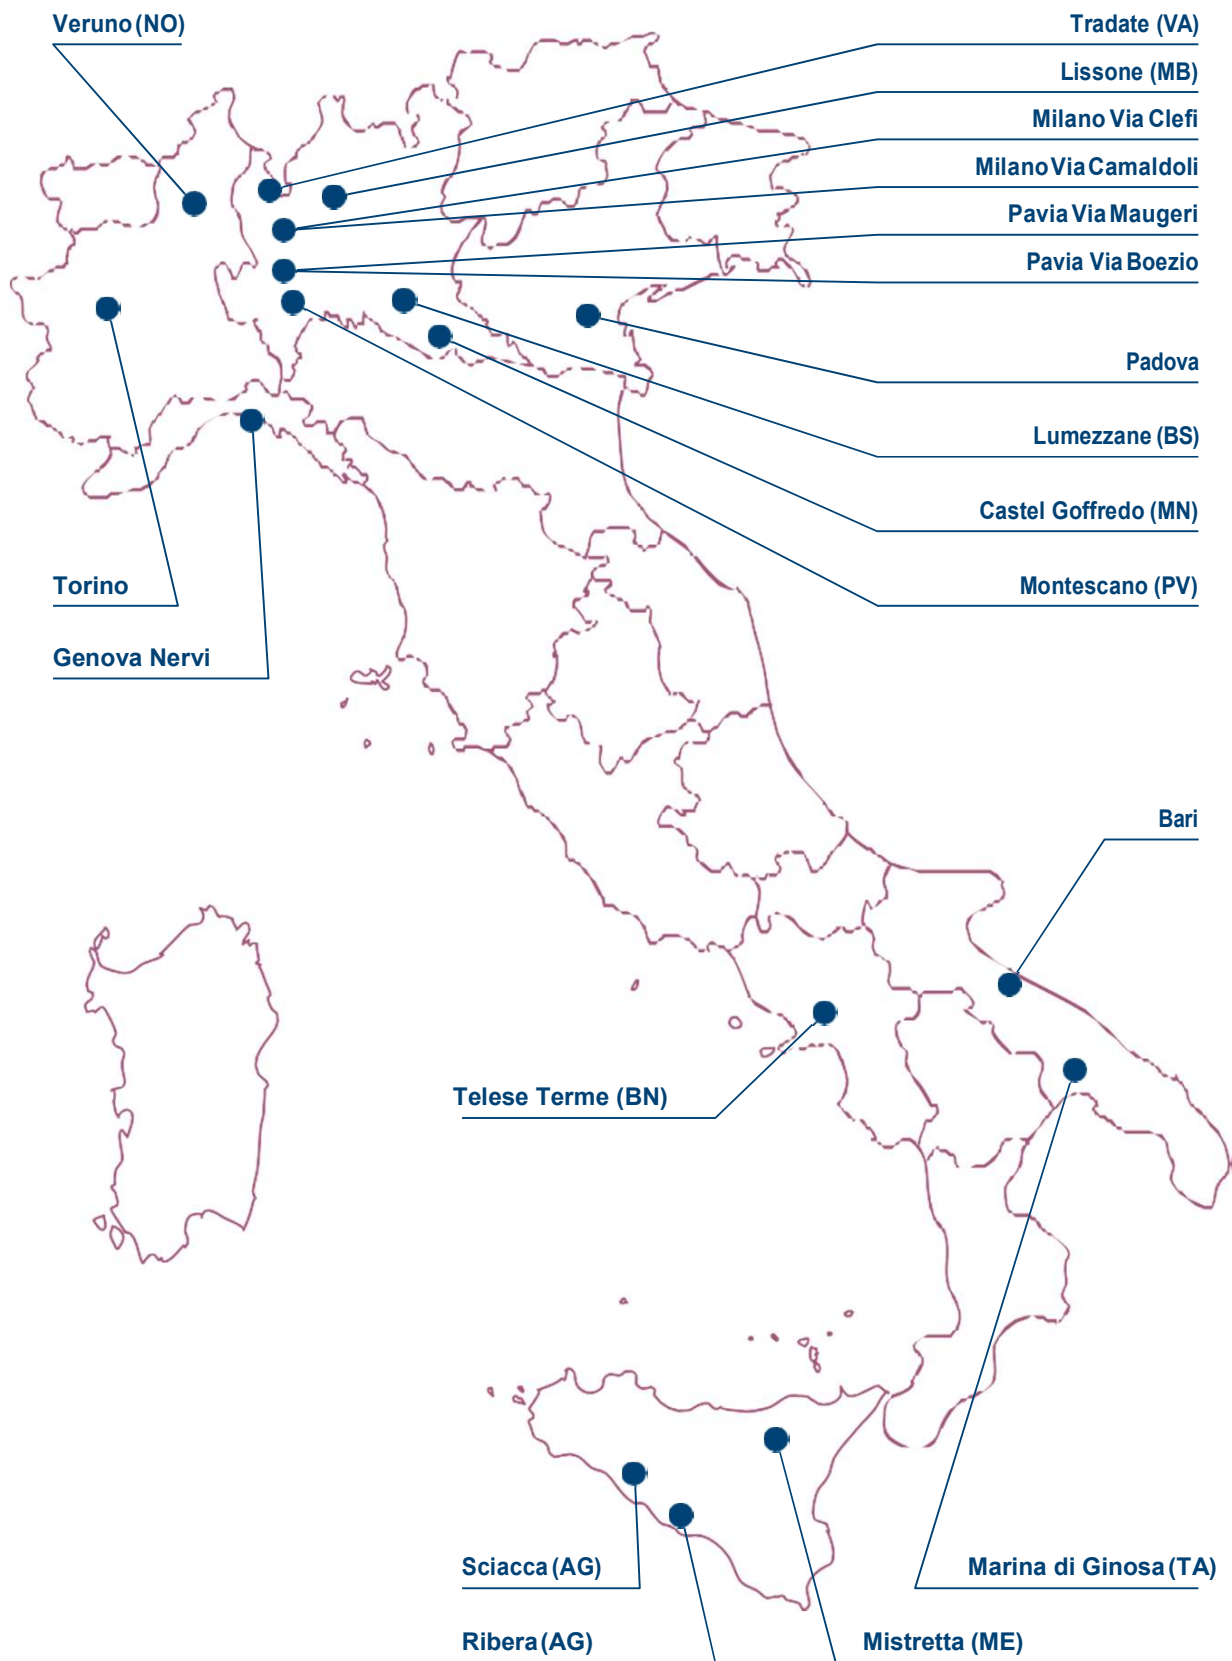 Veruno (NO)
Tradate (VA)
Lissone (MB)
Milano Via Clefi
Milano Via Camaldoli
Pavia Via Maugeri
Pavia Via Boezio
Padova
Lumezzane (BS)
Castel Goffredo (MN)
Montescano (PV)
Torino
Genova Nervi
Bari
Telese Terme (BN)
Sciacca (AG)
Marina di Ginosa (TA)
Ribera (AG)
Mistretta (ME)